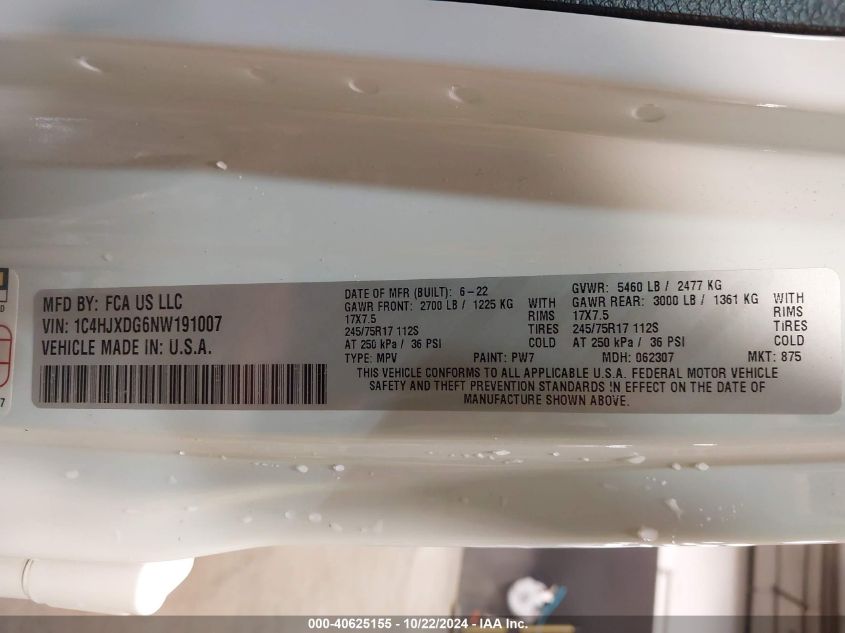 MFD BY: FCA US LLC
VIN: 1C4HJXDG6NW191007
VEHICLE MADE IN: U.S.A.
DATE OF MFR (BUILT): 6-22
GVWR: 5460 LB / 2477 KG
GAWR FRONT: 2700 LB / 1225 KG WITH
GAWR REAR: 3000 LB / 1361 KG WITH
17X7.5 RIMS
17X7.5 RIMS
245/75R17 112S TIRES
245/75R17 112S TIRES
AT 250 kPa / 36 PSI COLD
AT 250 kPa / 36 PSI COLD
TYPE: MPV PAINT: PW7 MDH: 062307 MKT: 875
THIS VEHICLE CONFORMS TO ALL APPLICABLE U.S.A. FEDERAL MOTOR VEHICLE
SAFETY AND THEFT PREVENTION STANDARDS IN EFFECT ON THE DATE OF
MANUFACTURE SHOWN ABOVE.
D
7
000-40625155 - 10/22/2024 - IAA Inc.